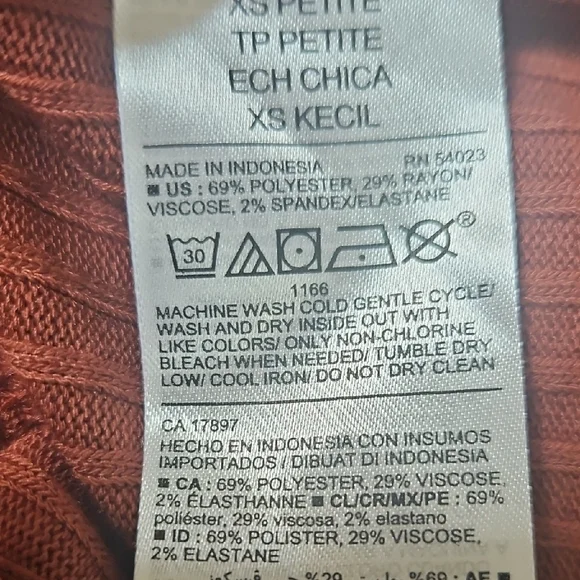 XS PETITE
TP PETITE
ECH CHICA
XS KECIL
MADE IN INDONESIA RN 54023
■ US : 69% POLYESTER, 29% RAYON/
VISCOSE, 2% SPANDEX/ELASTANE
30
®
1166
MACHINE WASH COLD GENTLE CYCLE/
WASH AND DRY INSIDE OUT WITH
LIKE COLORS/ ONLY NON-CHLORINE
BLEACH WHEN NEEDED/ TUMBLE DRY
LOW/ COOL IRON/ DO NOT DRY CLEAN
CA 17897
HECHO EN INDONESIA CON INSUMOS
IMPORTADOS / DIBUAT DI INDONESIA
■ CA : 69% POLYESTER, 29% VISCOSE,
2% ÉLASTHANNE ■ CL/CR/MX/PE : 69%
poliéster, 29% viscosa, 2% elastano
■ ID : 69% POLISTER, 29% VISCOSE,
2% ELASTANE